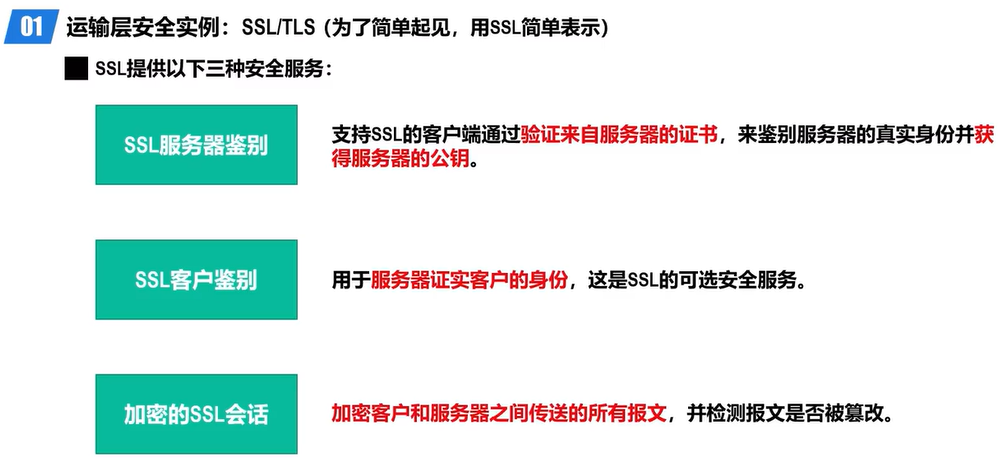 01 运输层安全实例：SSL/TLS（为了简单起见，用SSL简单表示）
SSL提供以下三种安全服务：
SSL服务器鉴别
支持SSL的客户端通过验证来自服务器的证书，来鉴别服务器的真实身份并获
得服务器的公钥。
SSL客户鉴别
用于服务器证实客户的身份，这是SSL的可选安全服务。
加密的SSL会话
加密客户和服务器之间传送的所有报文，并检测报文是否被篡改。